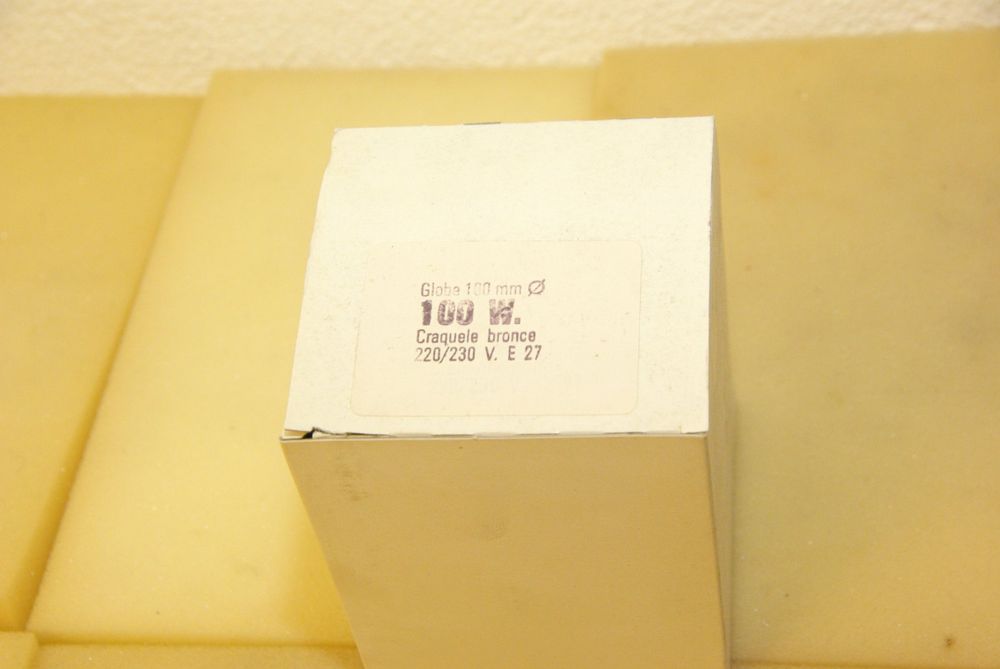 Globe 100 mm Ø
100 W.
Craquele bronce
220/230 V. E 27